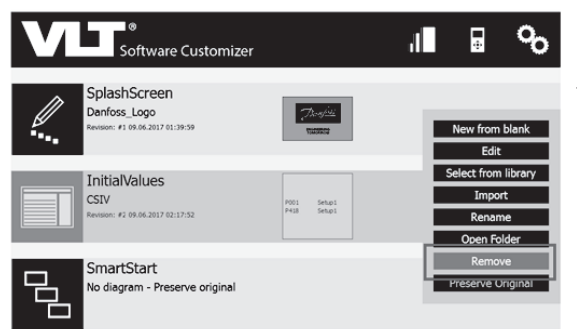 VLT®
Software Customizer
SplashScreen
Danfoss_Logo
Revision: #1 09.06.2017 01:39:59
Danfoss
InitialValues
CSIV
Revision: #2 09.06.2017 02:17:52
P001 Setup1
P418 Setup1
SmartStart
No diagram - Preserve original
New from blank
Edit
Select from library
Import
Rename
Open Folder
Remove
Preserve Original